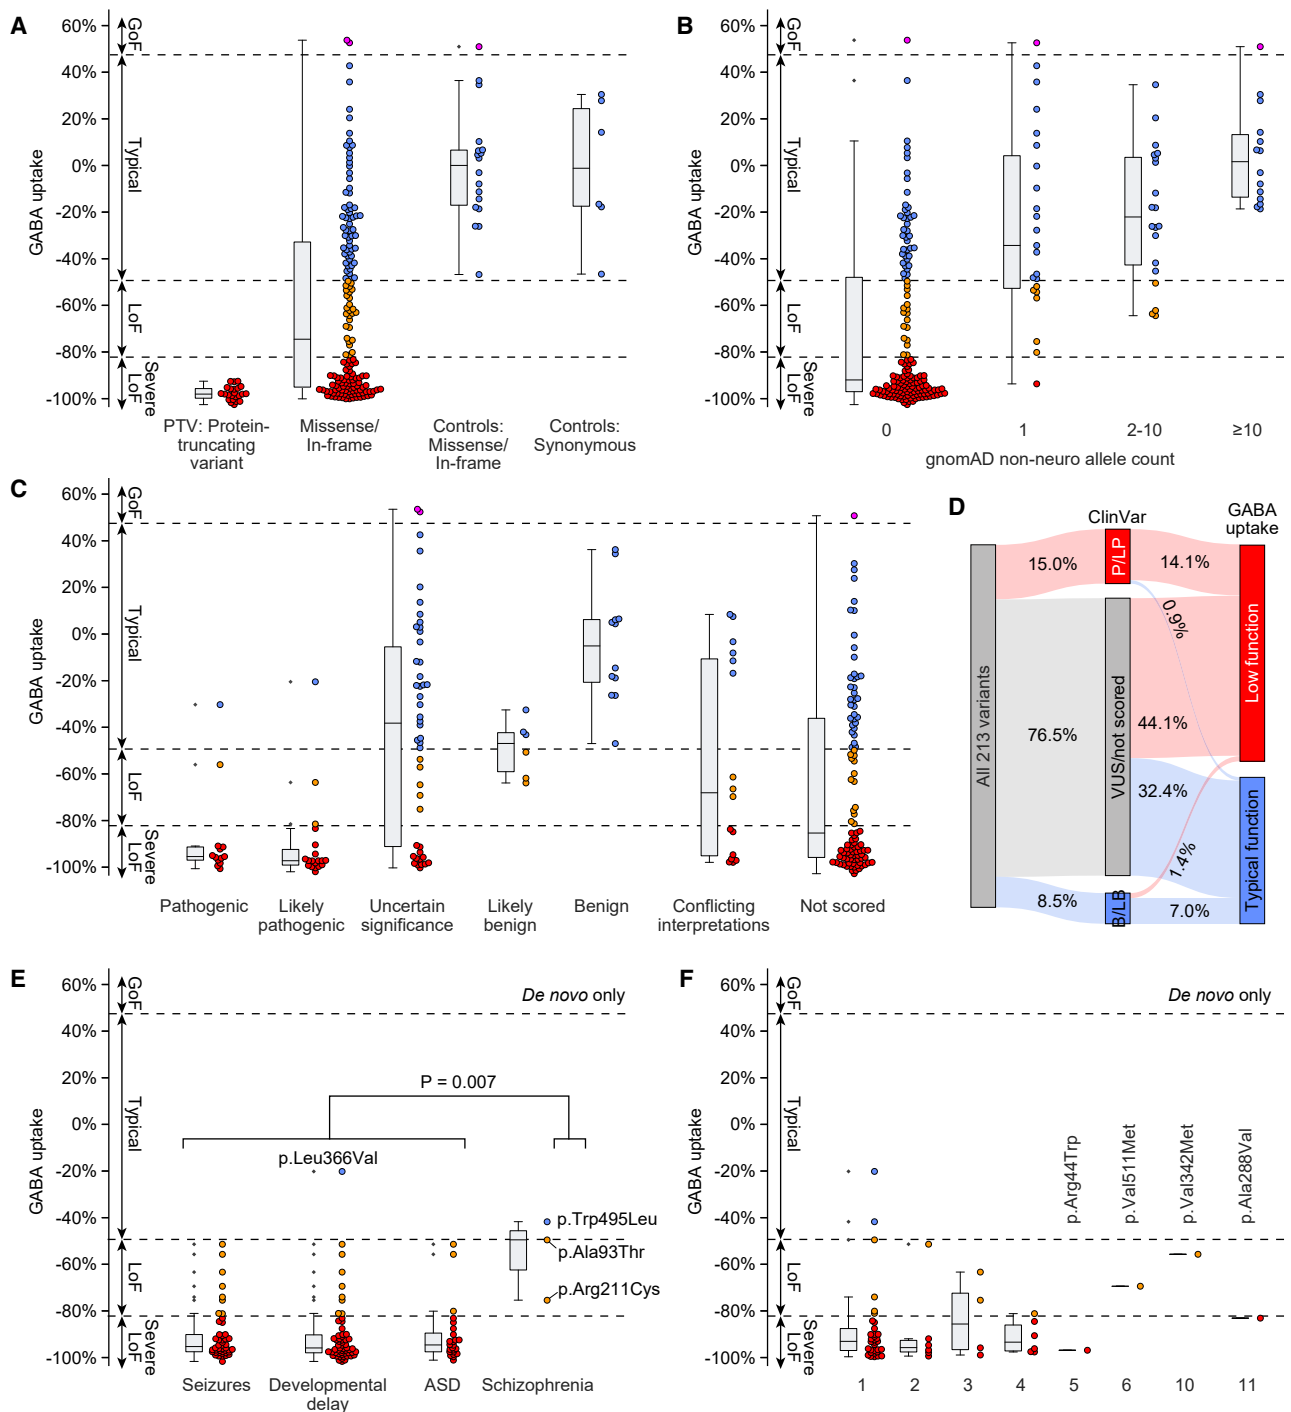 A
60%
40%
20%
0%
-20%
-40%
-60%
-80%
-100%
GABA uptake
GoF
Typical
LoF
Severe
LoF
PTV: Protein-
truncating
variant
Missense/
In-frame
Controls:
Missense/
In-frame
Controls:
Synonymous
B
60%
40%
20%
0%
-20%
-40%
-60%
-80%
-100%
GABA uptake
GoF
Typical
LoF
Severe
LoF
0
1
2-10
≥10
gnomAD non-neuro allele count
C
60%
40%
20%
0%
-20%
-40%
-60%
-80%
-100%
GABA uptake
GoF
Typical
LoF
Severe
LoF
Pathogenic
Likely
pathogenic
Uncertain
significance
Likely
benign
Benign
Conflicting
interpretations
Not scored
D
ClinVar
GABA
uptake
All 213 variants
15.0%
P/LP
14.1%
0.9%
Low function
76.5%
VUS/not scored
44.1%
32.4%
1.4%
Typical function
8.5%
B/LB
7.0%
E
De novo only
60%
40%
20%
0%
-20%
-40%
-60%
-80%
-100%
GABA uptake
GoF
Typical
LoF
Severe
LoF
P = 0.007
p.Leu366Val
p.Trp495Leu
p.Ala93Thr
p.Arg211Cys
Seizures
Developmental
delay
ASD
Schizophrenia
F
De novo only
60%
40%
20%
0%
-20%
-40%
-60%
-80%
-100%
GABA uptake
GoF
Typical
LoF
Severe
LoF
p.Arg44Trp
p.Val511Met
p.Val342Met
p.Ala288Val
1
2
3
4
5
6
10
11